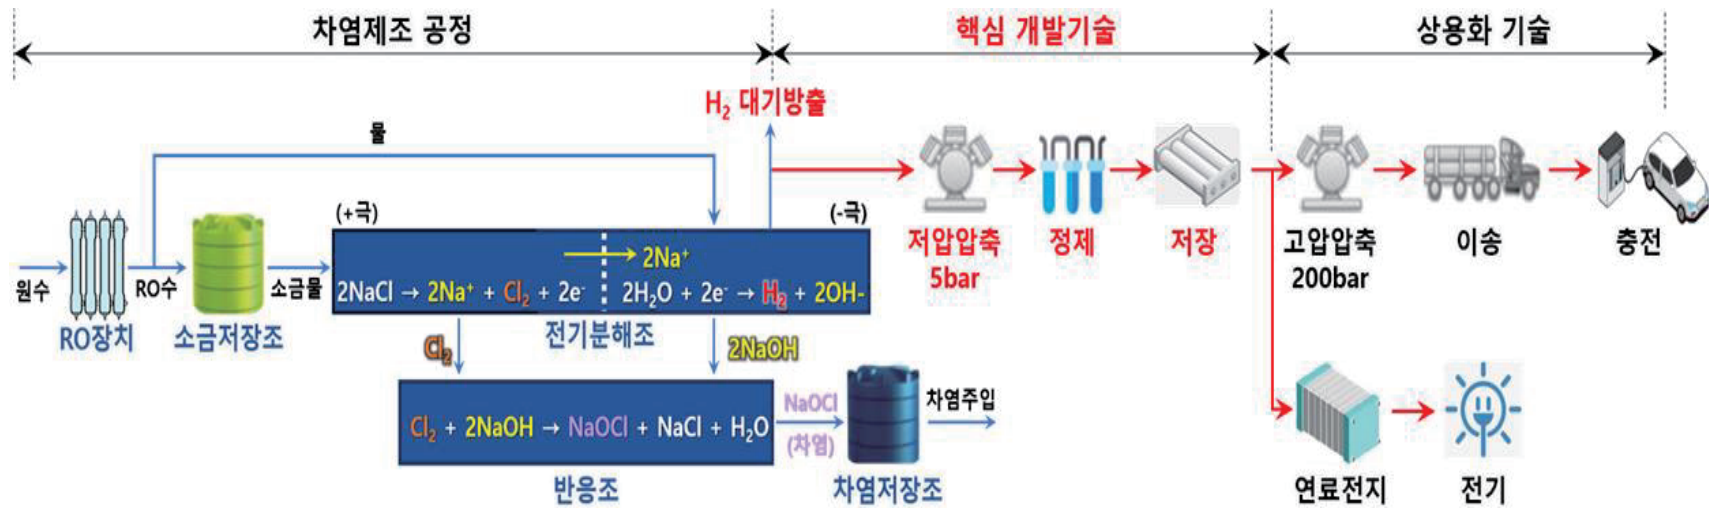 차염제조 공정
핵심 개발기술
상용화 기술
H₂ 대기방출
물
(+극)
(-극)
원수
RO수
소금물
RO장치
소금저장조
2Na⁺
2NaCl → 2Na⁺ + Cl₂ + 2e⁻
2H₂O + 2e⁻ → H₂ + 2OH-
전기분해조
Cl₂
2NaOH
Cl₂ + 2NaOH → NaOCl + NaCl + H₂O
반응조
NaOCl
(차염)
차염저장조
차염주입
저압압축
5bar
정제
저장
고압압축
200bar
이송
충전
연료전지
전기